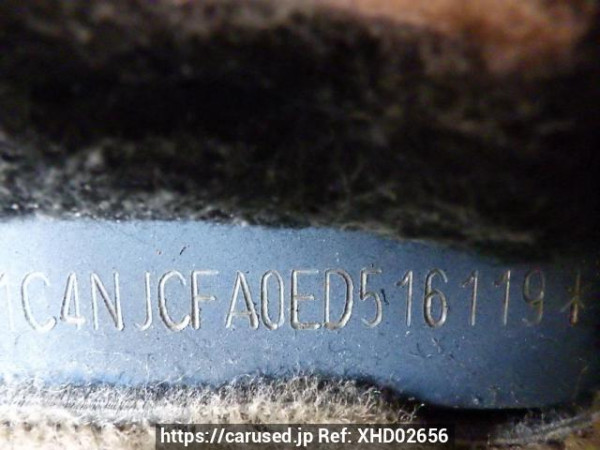 1C4NJCFA0ED516119*
https://carused.jp Ref: XHD02656